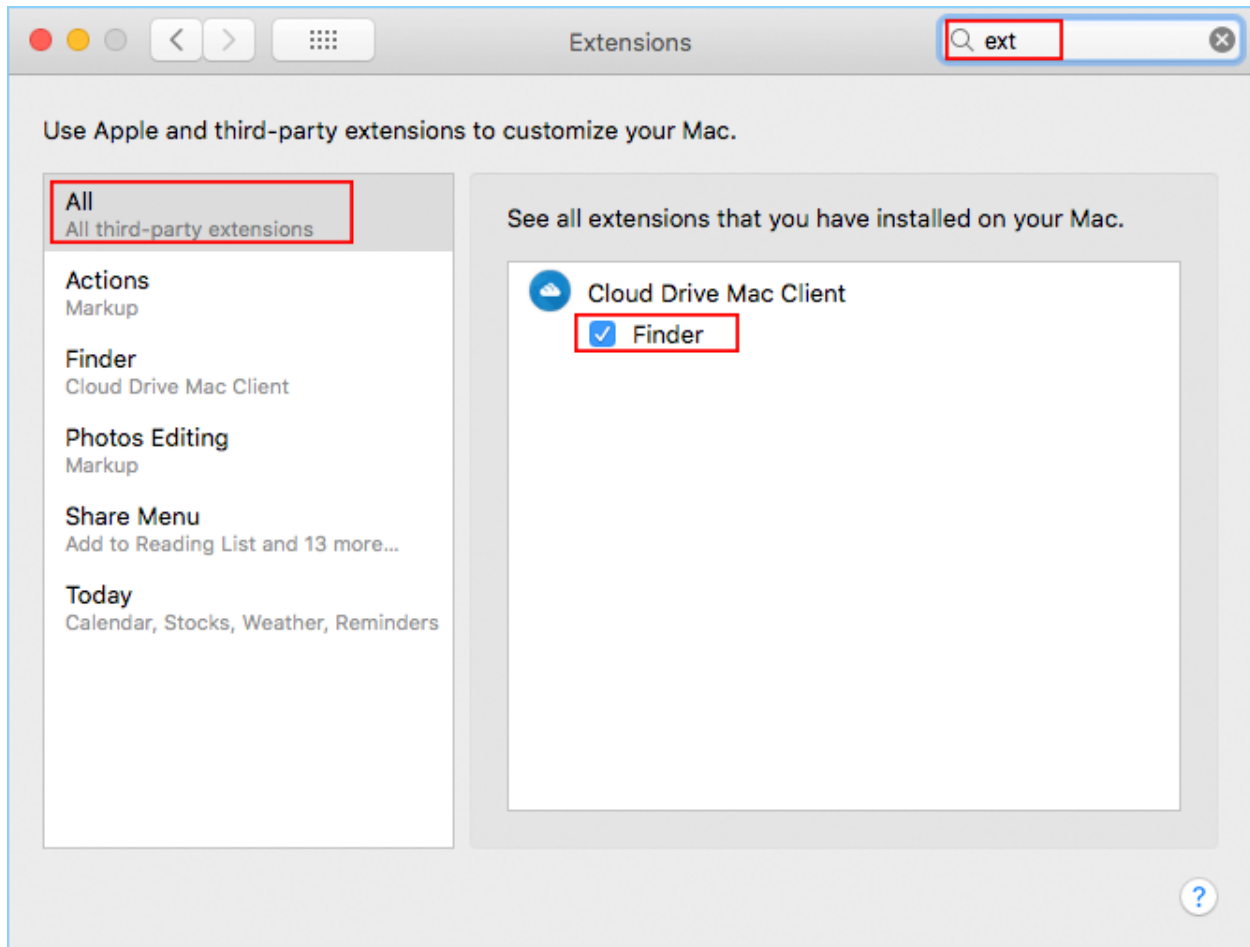 Extensions
ext
Use Apple and third-party extensions to customize your Mac.
All
All third-party extensions
Actions
Markup
Finder
Cloud Drive Mac Client
Photos Editing
Markup
Share Menu
Add to Reading List and 13 more...
Today
Calendar, Stocks, Weather, Reminders
See all extensions that you have installed on your Mac.
Cloud Drive Mac Client
Finder
?